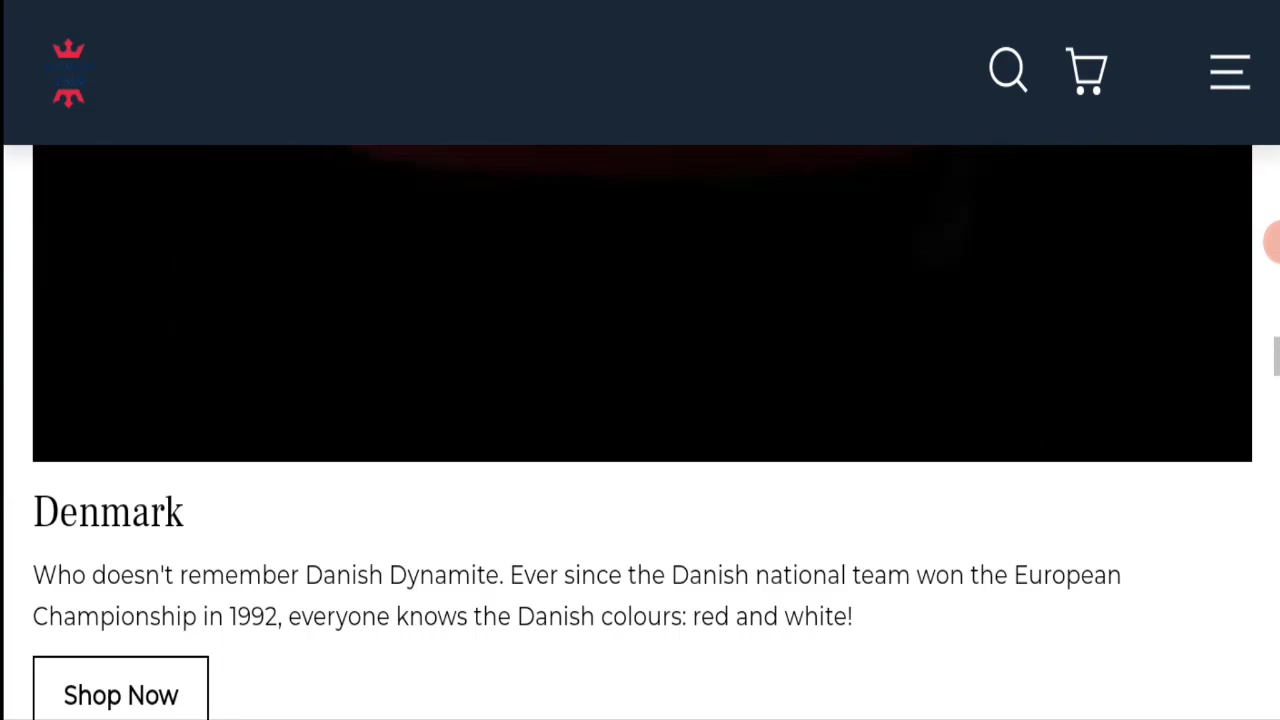 Denmark
Who doesn't remember Danish Dynamite. Ever since the Danish national team won the European
Championship in 1992, everyone knows the Danish colours: red and white!
Shop Now